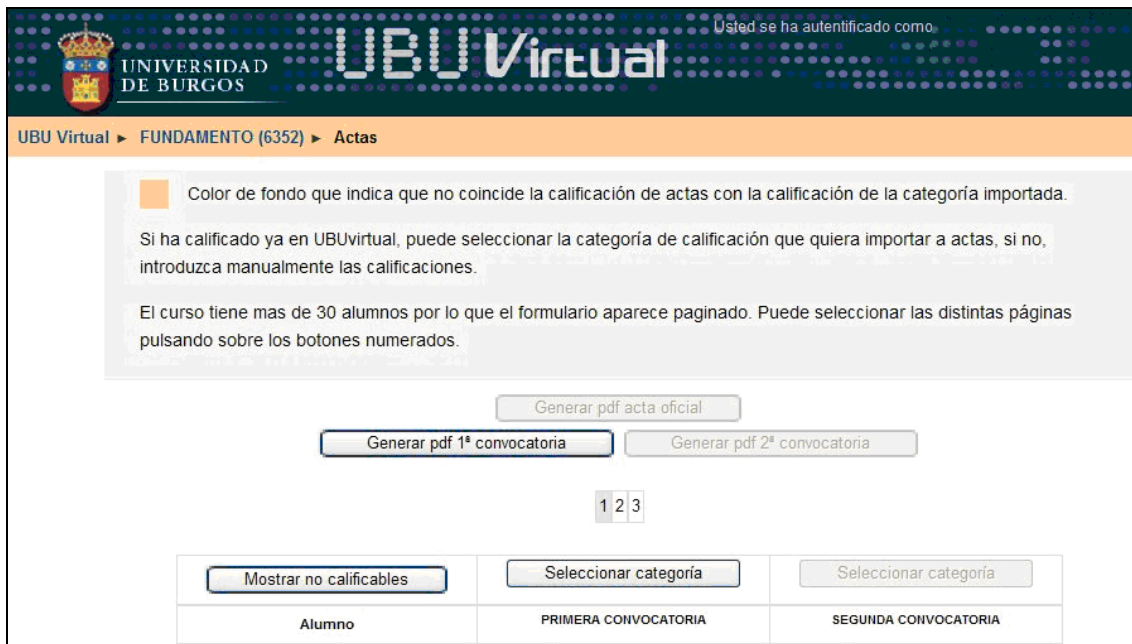 Usted se ha autentificado como
UNIVERSIDAD
DE BURGOS
UBUVirtual
UBU Virtual ► FUNDAMENTO (6352) ► Actas
Color de fondo que indica que no coincide la calificación de actas con la calificación de la categoría importada.
Si ha calificado ya en UBUvirtual, puede seleccionar la categoría de calificación que quiera importar a actas, si no,
introduzca manualmente las calificaciones.
El curso tiene mas de 30 alumnos por lo que el formulario aparece paginado. Puede seleccionar las distintas páginas
pulsando sobre los botones numerados.
Generar pdf acta oficial
Generar pdf 1ª convocatoria Generar pdf 2ª convocatoria
1 2 3
Mostrar no calificables Seleccionar categoría Seleccionar categoría
Alumno PRIMERA CONVOCATORIA SEGUNDA CONVOCATORIA